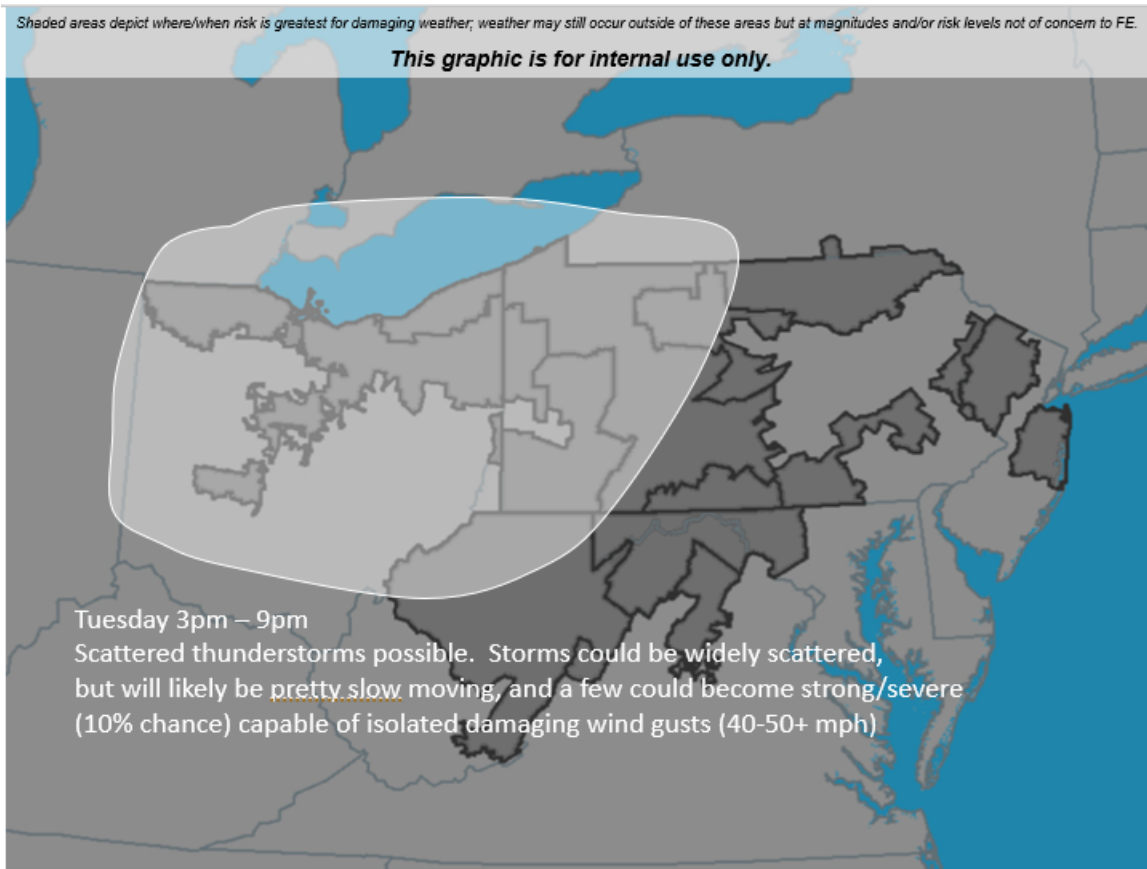 Shaded areas depict where/when risk is greatest for damaging weather; weather may still occur outside of these areas but at magnitudes and/or risk levels not of concern to FE.
This graphic is for internal use only.
Tuesday 3pm – 9pm
Scattered thunderstorms possible.  Storms could be widely scattered,
but will likely be pretty slow moving, and a few could become strong/severe
(10% chance) capable of isolated damaging wind gusts (40-50+ mph)